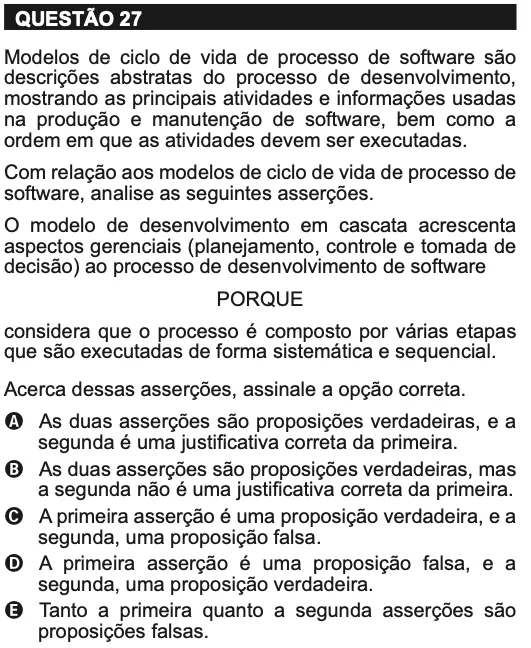 QUESTÃO 27
Modelos de ciclo de vida de processo de software são
descrições abstratas do processo de desenvolvimento,
mostrando as principais atividades e informações usadas
na produção e manutenção de software, bem como a
ordem em que as atividades devem ser executadas.
Com relação aos modelos de ciclo de vida de processo de
software, analise as seguintes asserções.
O modelo de desenvolvimento em cascata acrescenta
aspectos gerenciais (planejamento, controle e tomada de
decisão) ao processo de desenvolvimento de software
PORQUE
considera que o processo é composto por várias etapas
que são executadas de forma sistemática e sequencial.
Acerca dessas asserções, assinale a opção correta.
A As duas asserções são proposições verdadeiras, e a
segunda é uma justificativa correta da primeira.
B As duas asserções são proposições verdadeiras, mas
a segunda não é uma justificativa correta da primeira.
C A primeira asserção é uma proposição verdadeira, e a
segunda, uma proposição falsa.
D A primeira asserção é uma proposição falsa, e a
segunda, uma proposição verdadeira.
E Tanto a primeira quanto a segunda asserções são
proposições falsas.